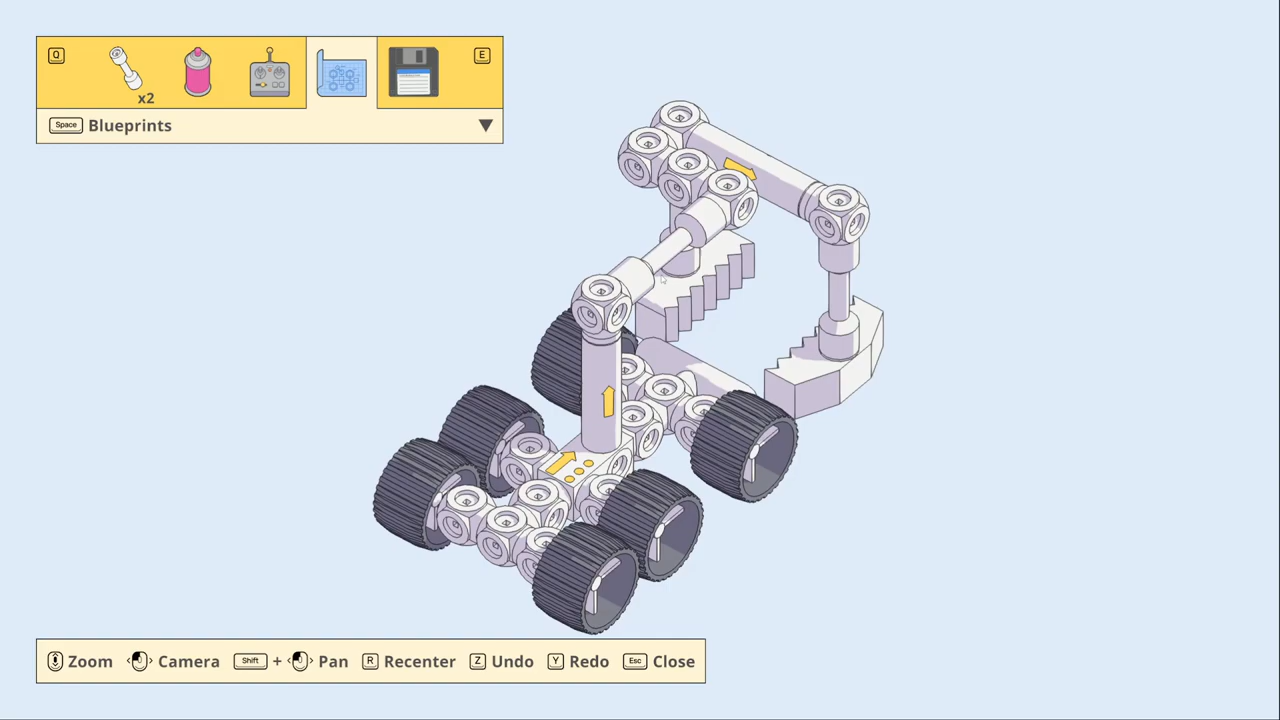 Q
E
x2
Space Blueprints
Zoom Camera Shift + Pan R Recenter Z Undo Y Redo Esc Close